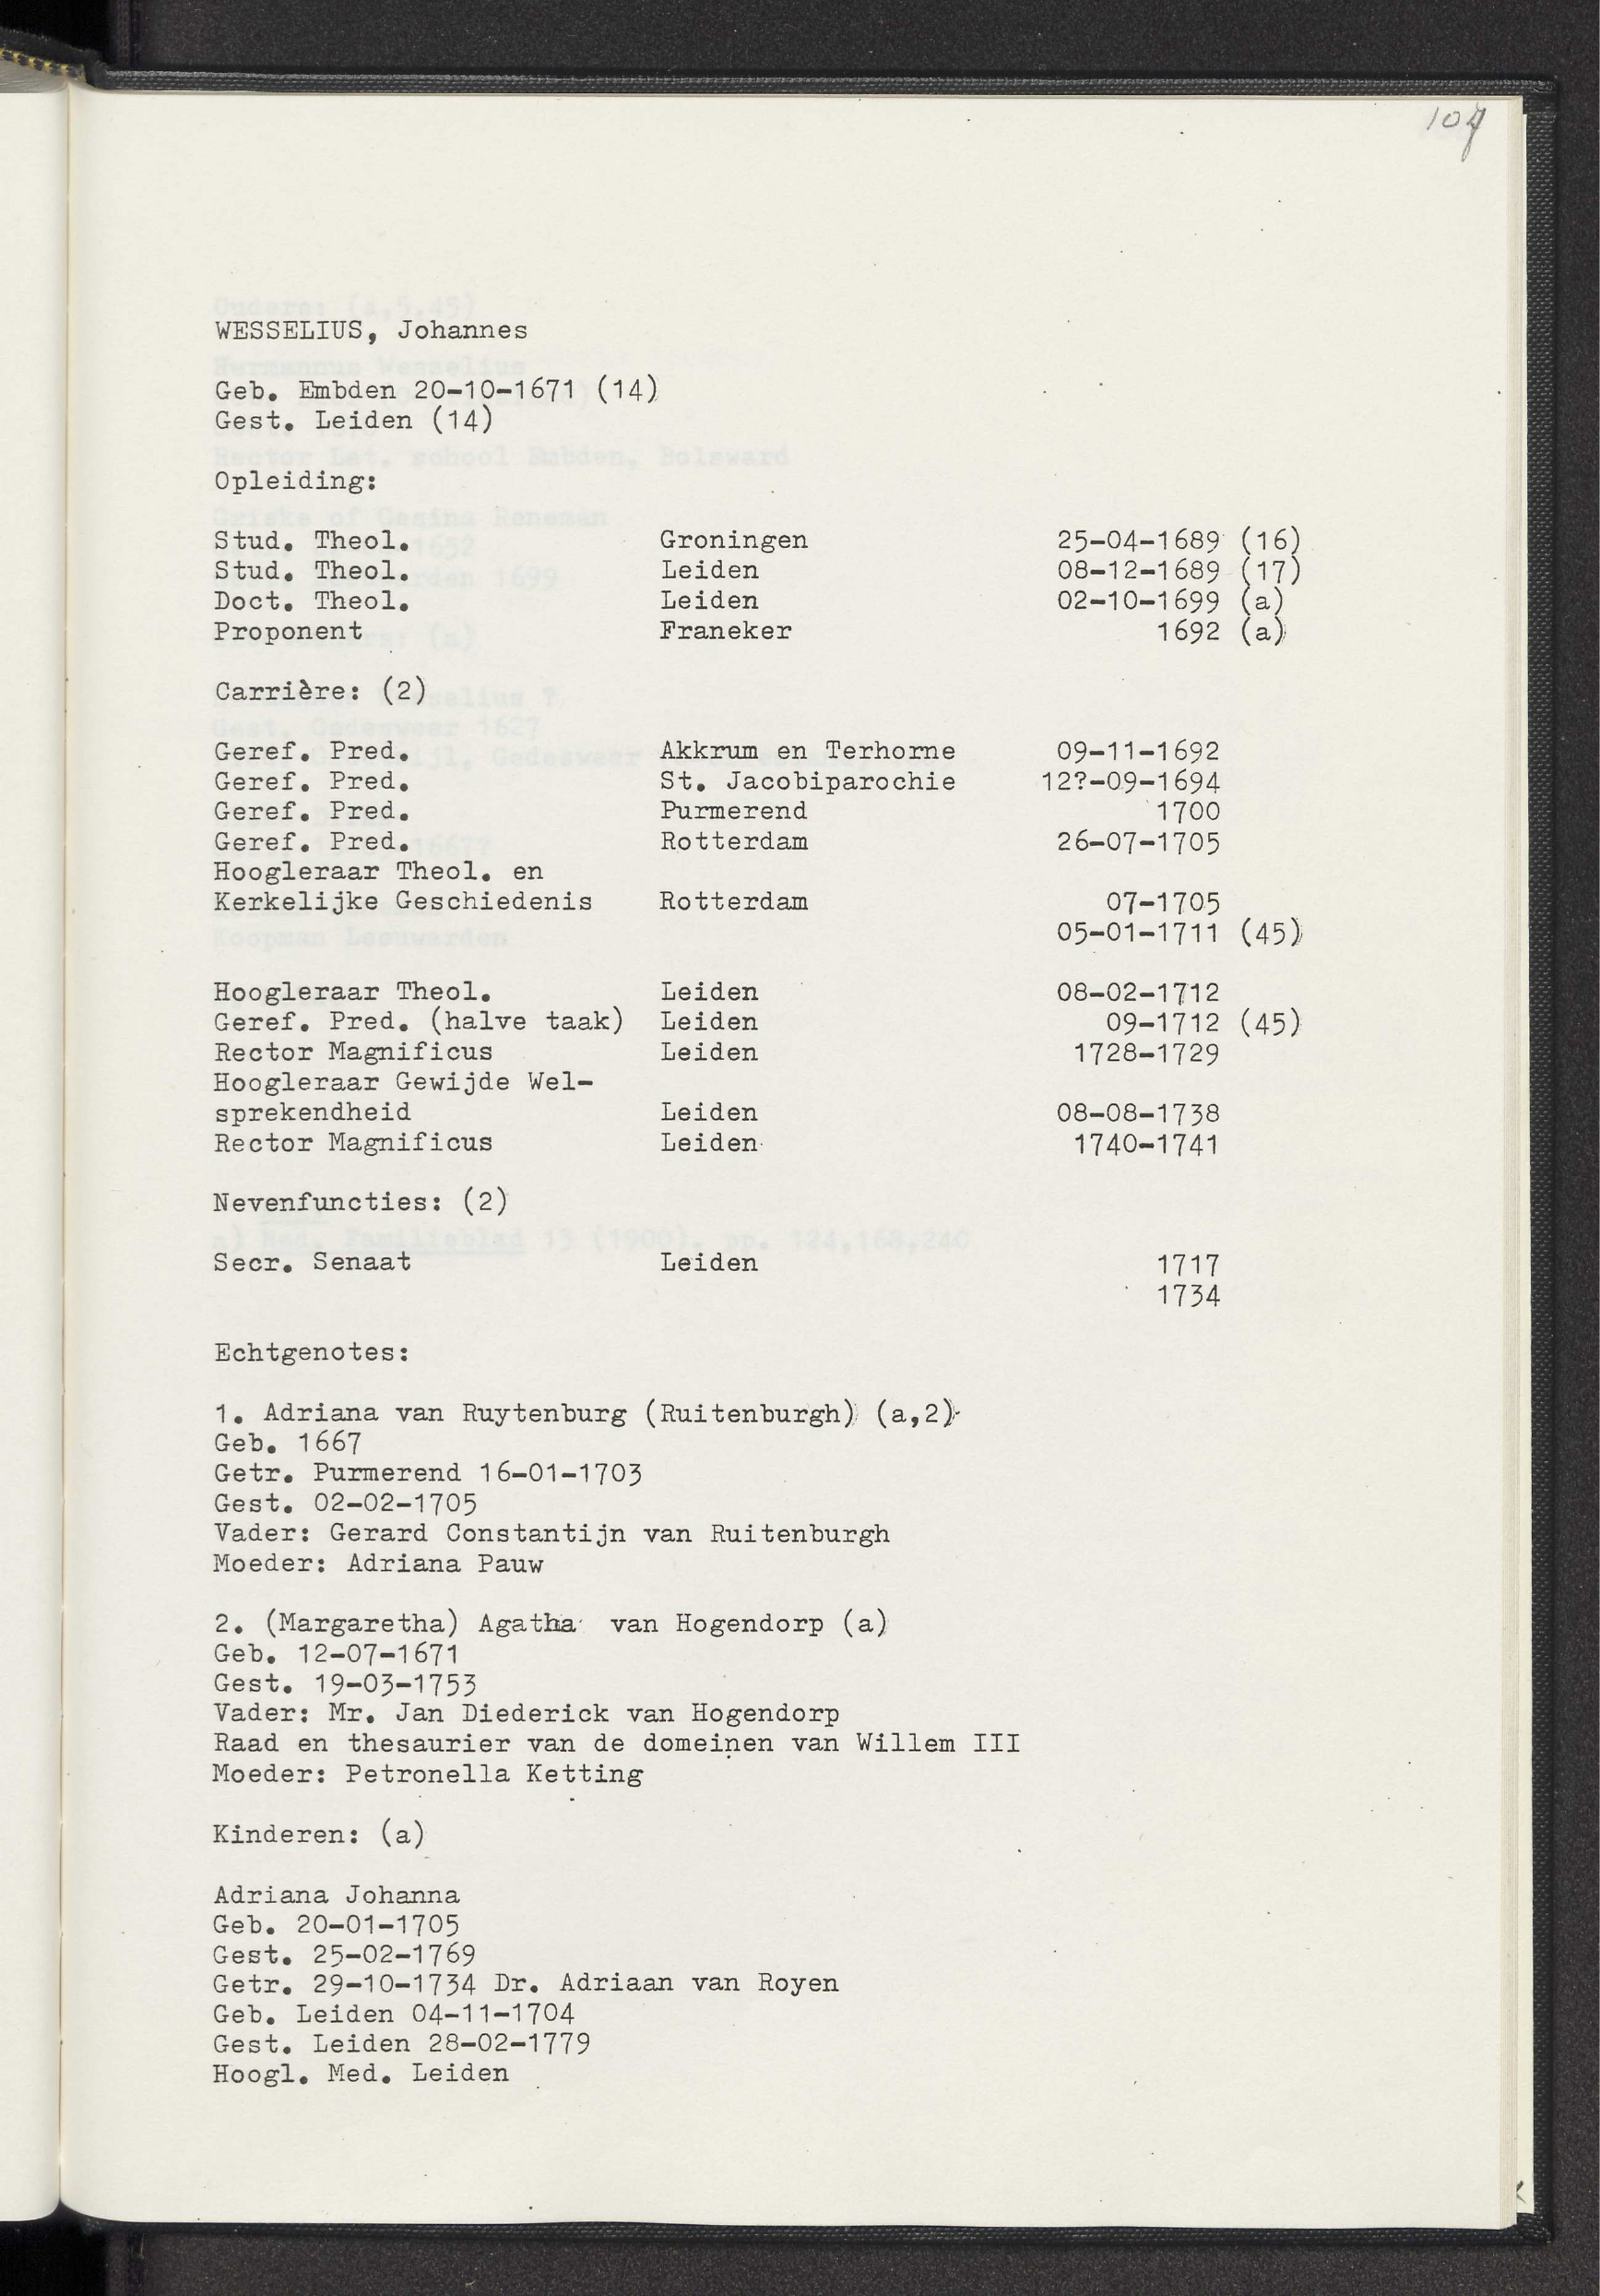 WESSELIUS, Johannes
Geb. Embden 20-10-1671 (14)
Gest. Leiden (14)
Opleiding:
Stud. Theol. Groningen 25-04-1689 (16)
Stud. Theol. Leiden 08-12-1689 (17)
Doct. Theol. Leiden 02-10-1699 (a)
Proponent Franeker 1692 (a)
Carrière: (2)
Geref. Pred. Akkrum en Terhorne 09-11-1692
Geref. Pred. St. Jacobiparochie 12?-09-1694
Geref. Pred. Purmerend 1700
Geref. Pred. Rotterdam 26-07-1705
Hoogleraar Theol. en
Kerkelijke Geschiedenis Rotterdam 07-1705
05-01-1711 (45)
Hoogleraar Theol. Leiden 08-02-1712
Geref. Pred. (halve taak) Leiden 09-1712 (45)
Rector Magnificus Leiden 1728-1729
Hoogleraar Gewijde Wel-
sprekendheid Leiden 08-08-1738
Rector Magnificus Leiden 1740-1741
Nevenfuncties: (2)
Secr. Senaat Leiden 1717
1734
Echtgenotes:
1. Adriana van Ruytenburg (Ruitenburgh) (a,2)
Geb. 1667
Getr. Purmerend 16-01-1703
Gest. 02-02-1705
Vader: Gerard Constantijn van Ruitenburgh
Moeder: Adriana Pauw
2. (Margaretha) Agatha van Hogendorp (a)
Geb. 12-07-1671
Gest. 19-03-1753
Vader: Mr. Jan Diederick van Hogendorp
Raad en thesaurier van de domeinen van Willem III
Moeder: Petronella Ketting
Kinderen: (a)
Adriana Johanna
Geb. 20-01-1705
Gest. 25-02-1769
Getr. 29-10-1734 Dr. Adriaan van Royen
Geb. Leiden 04-11-1704
Gest. Leiden 28-02-1779
Hoogl. Med. Leiden